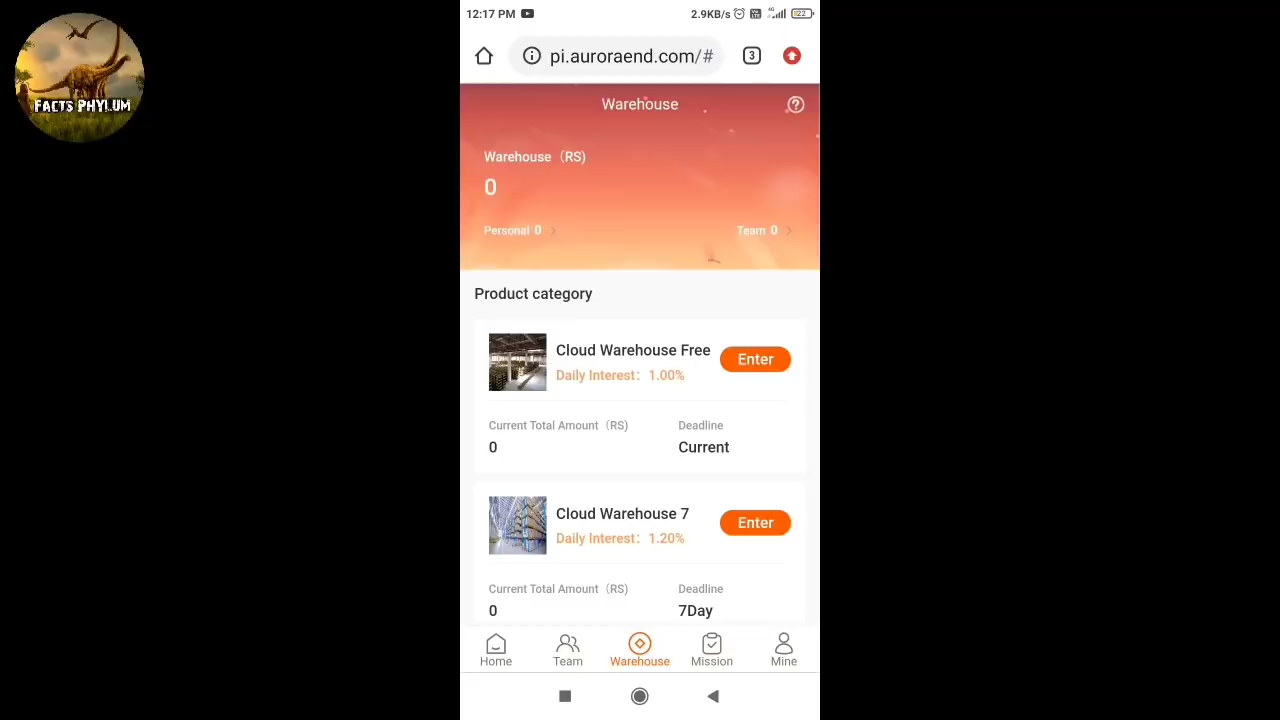 FACTS PHYLUM
12:17 PM
2.9KB/s 4G 22
pi.auroraend.com/# 3
Warehouse
Warehouse（RS)
0
Personal 0
Team 0
Product category
Cloud Warehouse Free
Daily Interest： 1.00%
Enter
Current Total Amount（RS) Deadline
0 Current
Cloud Warehouse 7
Daily Interest： 1.20%
Enter
Current Total Amount（RS) Deadline
0 7Day
Home Team Warehouse Mission Mine